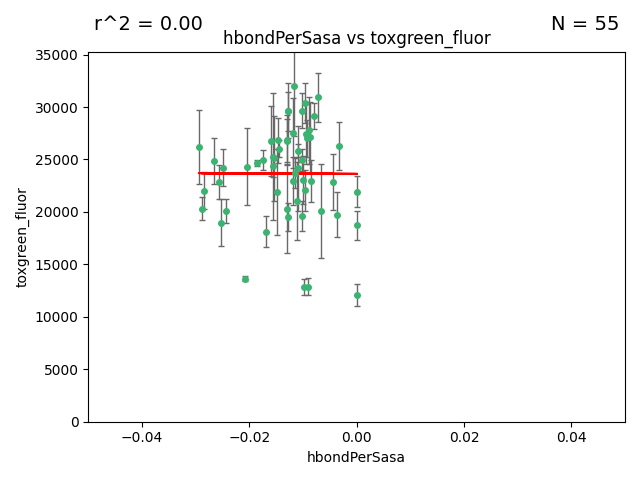 r^2 = 0.00
N = 55
hbondPerSasa vs toxgreen_fluor
35000
30000
25000
20000
15000
10000
5000
0
toxgreen_fluor
−0.04
−0.02
0.00
0.02
0.04
hbondPerSasa